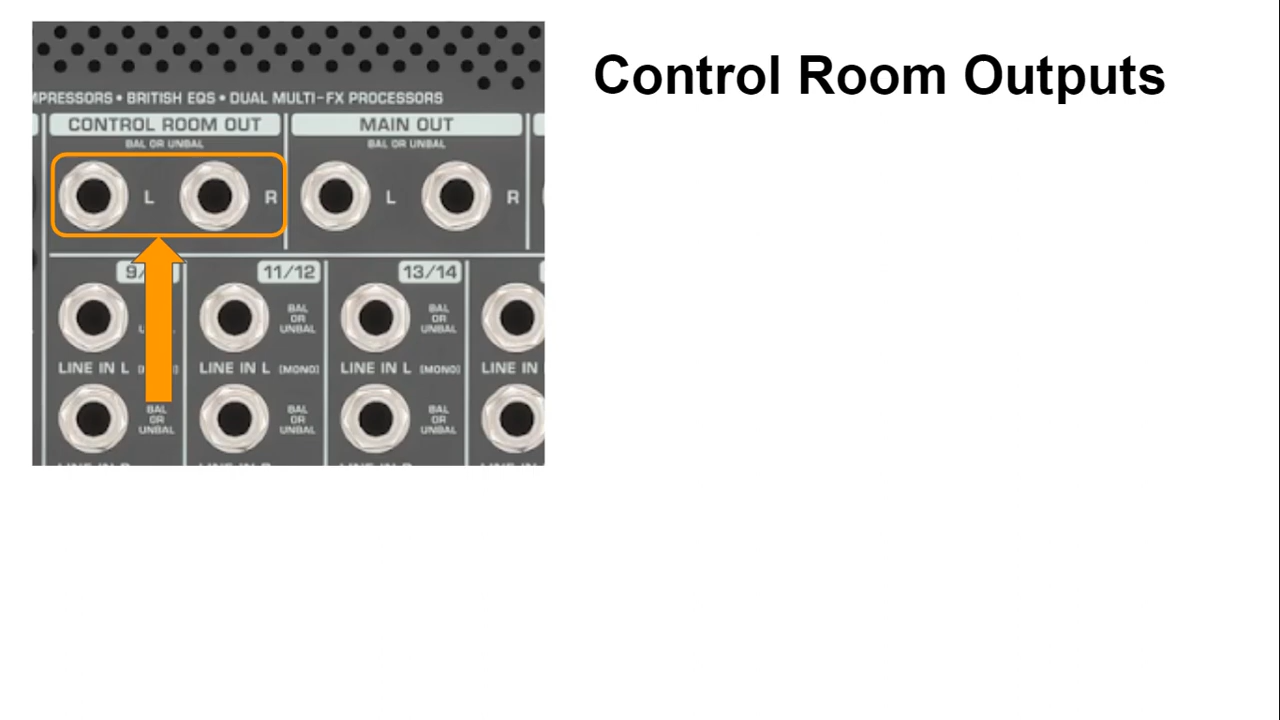 Control Room Outputs
MPRESSORS • BRITISH EQS • DUAL MULTI-FX PROCESSORS
CONTROL ROOM OUT
BAL OR UNBAL
L
R
MAIN OUT
BAL OR UNBAL
L
R
9/
11/12
13/14
BAL
OR
UNBAL
BAL
OR
UNBAL
LINE IN L
LINE IN L (MONO)
LINE IN L (MONO)
LINE IN
BAL
OR
UNBAL
BAL
OR
UNBAL
BAL
OR
UNBAL